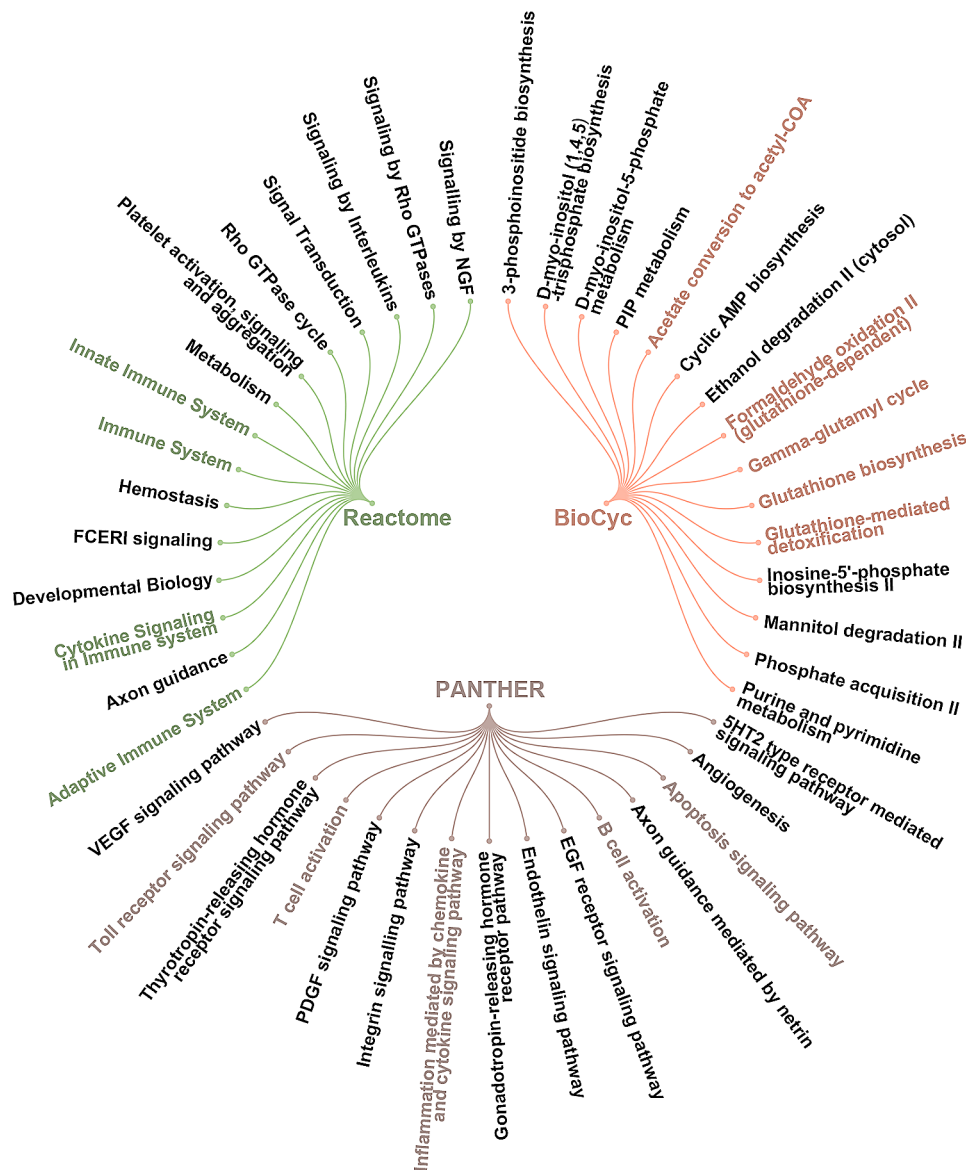 Signalling by NGF
Signaling by Rho GTPases
Signaling by Interleukins
Signal Transduction
Rho GTPase cycle
Platelet activation, signaling
and aggregation
Metabolism
Innate Immune System
Immune System
Hemostasis
FCERI signaling
Developmental Biology
Cytokine Signaling
in Immune system
Axon guidance
Adaptive Immune System
Reactome
3-phosphoinositide biosynthesis
D-myo-inositol (1,4,5)
-trisphosphate biosynthesis
D-myo-inositol-5-phosphate
metabolism
PIP metabolism
Acetate conversion to acetyl-COA
Cyclic AMP biosynthesis
Ethanol degradation II (cytosol)
Formaldehyde oxidation II
(glutathione-dependent)
Gamma-glutamyl cycle
Glutathione biosynthesis
Glutathione-mediated
detoxification
Inosine-5'-phosphate
biosynthesis II
Mannitol degradation II
Phosphate acquisition II
Purine and pyrimidine
metabolism
BioCyc
PANTHER
5HT2 type receptor mediated
signaling pathway
Angiogenesis
Apoptosis signaling pathway
Axon guidance mediated by netrin
B cell activation
EGF receptor signaling pathway
Endothelin signaling pathway
Gonadotropin-releasing hormone
receptor pathway
Inflammation mediated by chemokine
and cytokine signaling pathway
Integrin signalling pathway
PDGF signaling pathway
T cell activation
Thyrotropin-releasing hormone
receptor signaling pathway
Toll receptor signaling pathway
VEGF signaling pathway